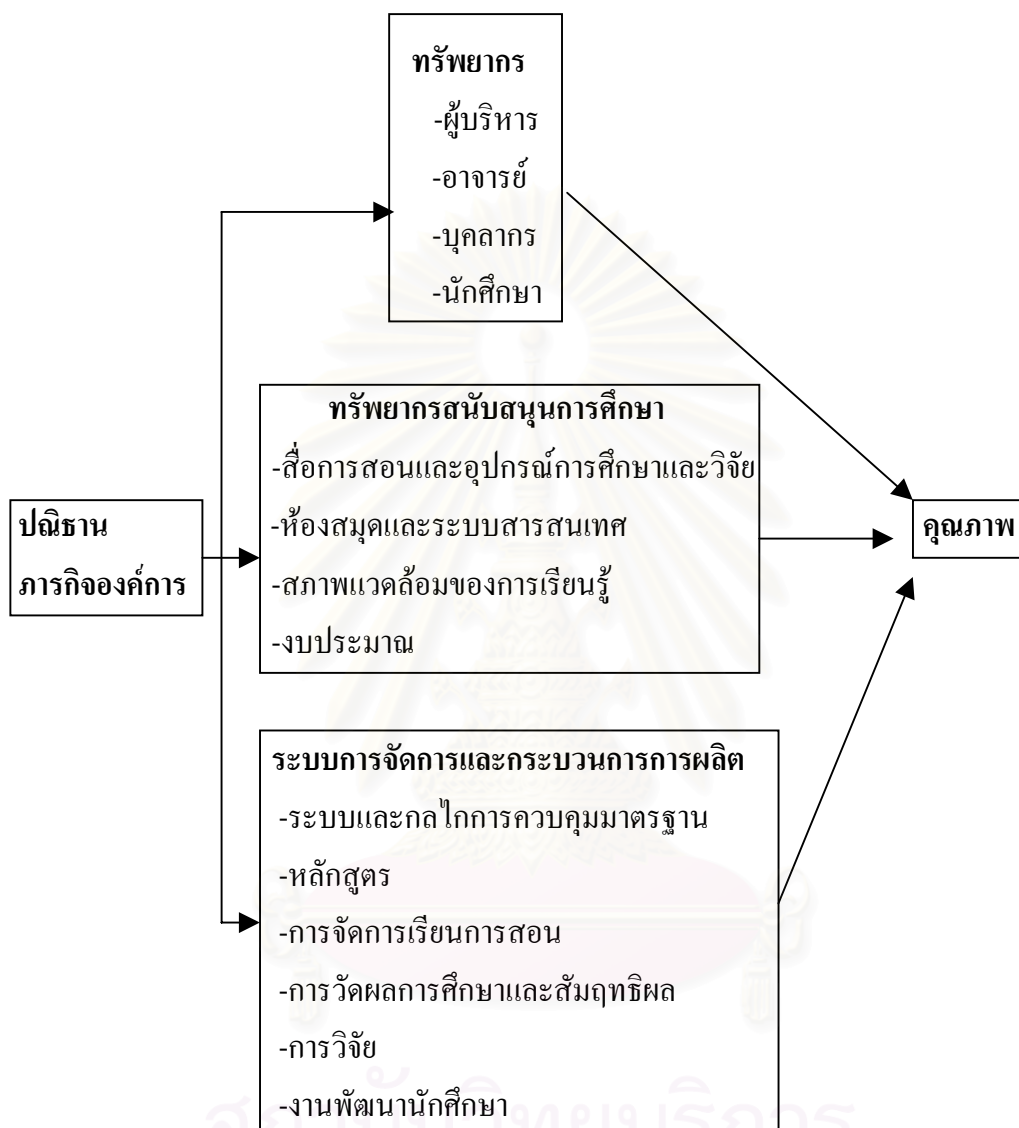 ทรัพยากร
-ผู้บริหาร
-อาจารย์
-บุคลากร
-นักศึกษา
ทรัพยากรสนับสนุนการศึกษา
-สื่อการสอนและอุปกรณ์การศึกษาและวิจัย
-ห้องสมุดและระบบสารสนเทศ
-สภาพแวดล้อมของการเรียนรู้
-งบประมาณ
ปณิธาน
ภารกิจองค์การ
คุณภาพ
ระบบการจัดการและกระบวนการการผลิต
-ระบบและกลไกการควบคุมมาตรฐาน
-หลักสูตร
-การจัดการเรียนการสอน
-การวัดผลการศึกษาและสัมฤทธิผล
-การวิจัย
-งานพัฒนานักศึกษา